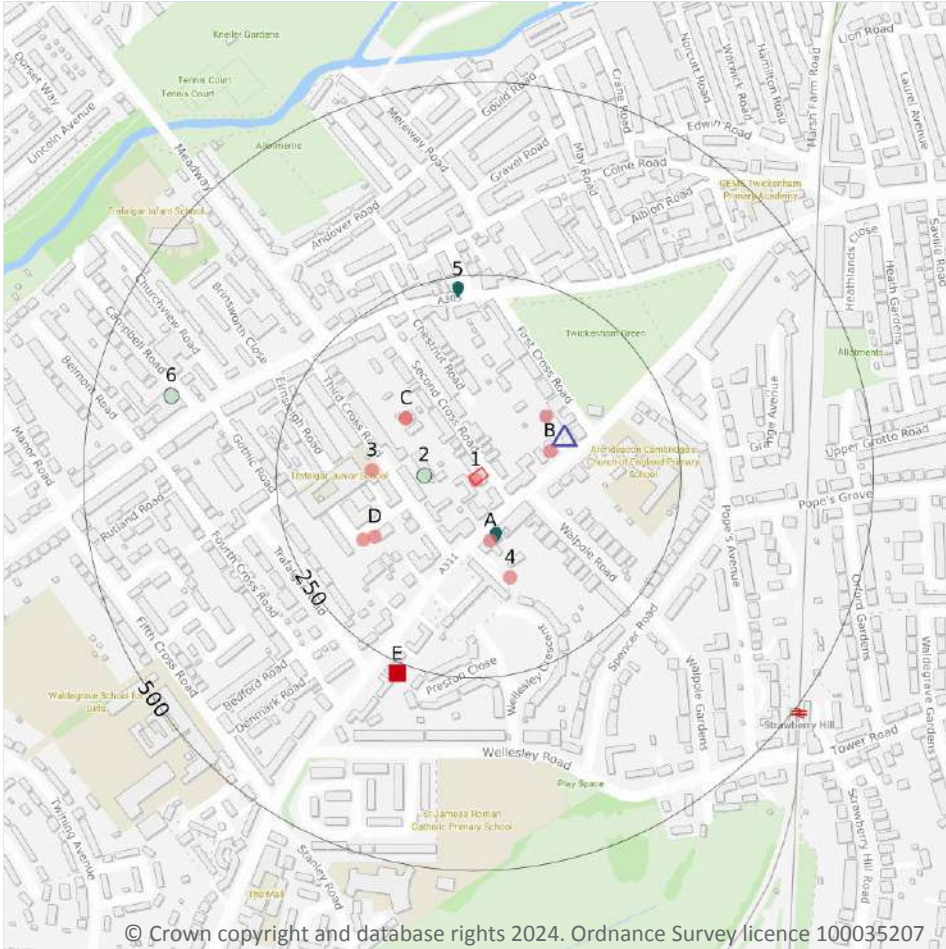 Kneller Gardens
Lion Road
Dorset Way
Tennis Court
Tennis Court
Norcutt Road
Warwick Road
Hamilton Road
Marsh Farm Road
Laurel Avenue
Lincoln Avenue
Crane Road
Gould Road
Mereway Road
Edwin Road
Meadway
Allotments
Gravel Road
May Road
Colne Road
GEMS Twickenham
Primary Academy
Albion Road
Trafalgar Infant School
Andover Road
Heathlands Close
Heath Gardens
Saville Road
5
Churchview Road
Brinsworth Close
Campbell Road
Chestnut Road
First Cross Road
Twickenham Green
Allotments
Belmont Road
6
Elmsleigh Road
Third Cross Road
Second Cross Road
C
B
Manor Road
Gothic Road
3
2
1
Trafalgar Junior School
Archdeacon Cambridge's
Church of England Primary
School
Upper Grotto Road
Pope's Grove
Rutland Road
D
A
A311
4
Walpole Road
Pope's Avenue
Fourth Cross Road
250
Orford Gardens
Waldegrave Gardens
Fifth Cross Road
E
Wellesley Crescent
Spencer Road
Preston Close
Bedford Road
Denmark Road
Walpole Gardens
500
Waldegrave School for
Girls
Strawberry Hill
Wellesley Road
Tower Road
Play Space
Twining Avenue
St James's Roman
Catholic Primary School
Stanley Road
Strawberry Hill Road
The Mall
© Crown copyright and database rights 2024. Ordnance Survey licence 100035207